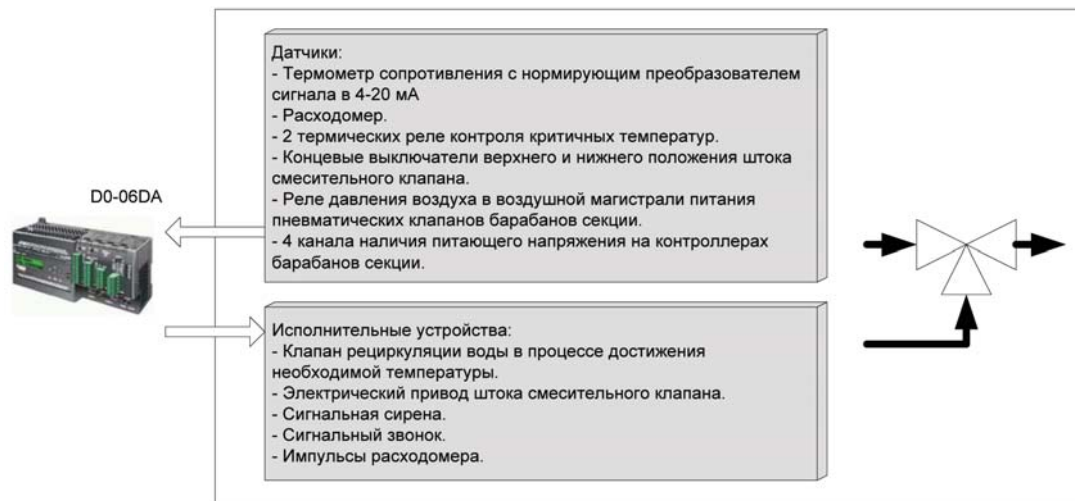 Датчики:
- Термометр сопротивления с нормирующим преобразователем
сигнала в 4-20 мА
- Расходомер.
- 2 термических реле контроля критичных температур.
- Концевые выключатели верхнего и нижнего положения штока
смесительного клапана.
- Реле давления воздуха в воздушной магистрали питания
пневматических клапанов барабанов секции.
- 4 канала наличия питающего напряжения на контроллерах
барабанов секции.
D0-06DA
Исполнительные устройства:
- Клапан рециркуляции воды в процессе достижения
необходимой температуры.
- Электрический привод штока смесительного клапана.
- Сигнальная сирена.
- Сигнальный звонок.
- Импульсы расходомера.